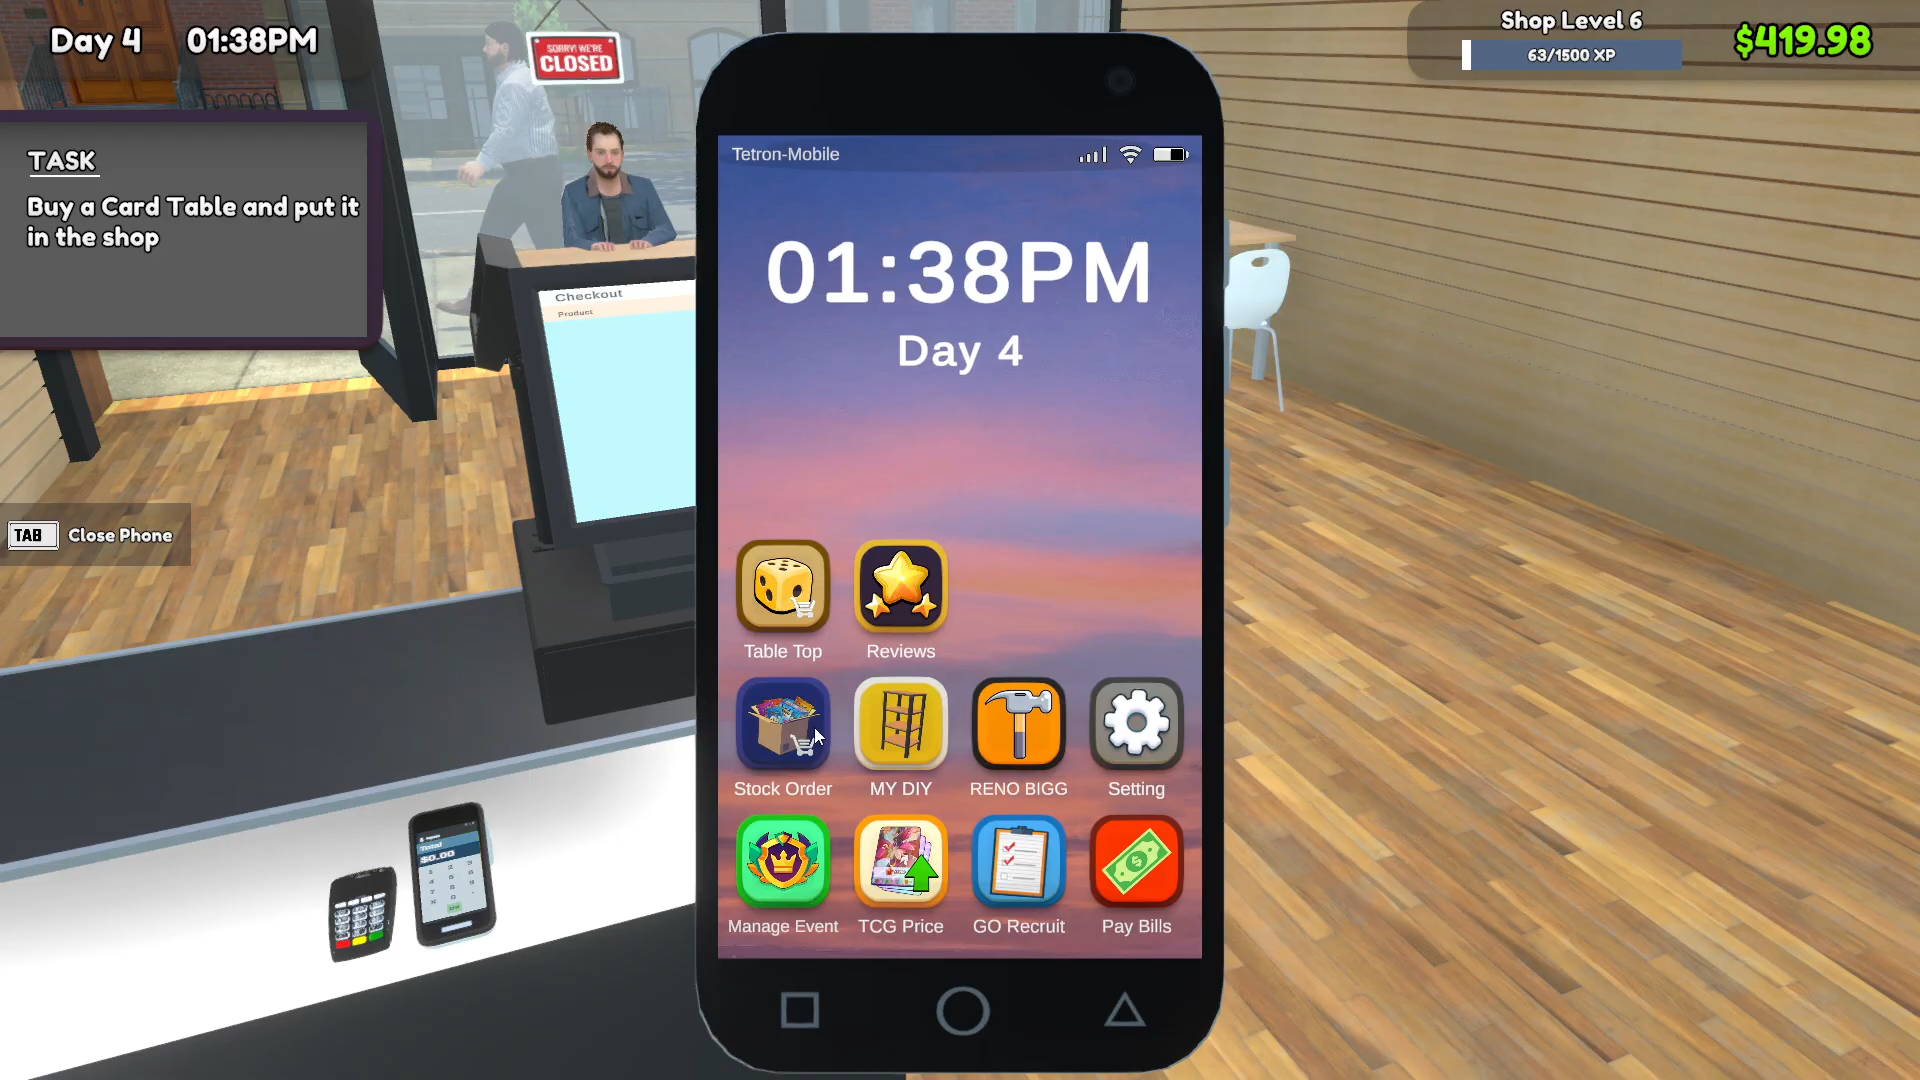 Day 4 01:38PM
SORRY! WE'RE
CLOSED
Shop Level 6
63/1500 XP
$419.98
TASK
Buy a Card Table and put it
in the shop
TAB Close Phone
Checkout
Product
Total
$0.00
Tetron-Mobile
01:38PM
Day 4
Table Top
Reviews
Stock Order
MY DIY
RENO BIGG
Setting
Manage Event
TCG Price
GO Recruit
Pay Bills